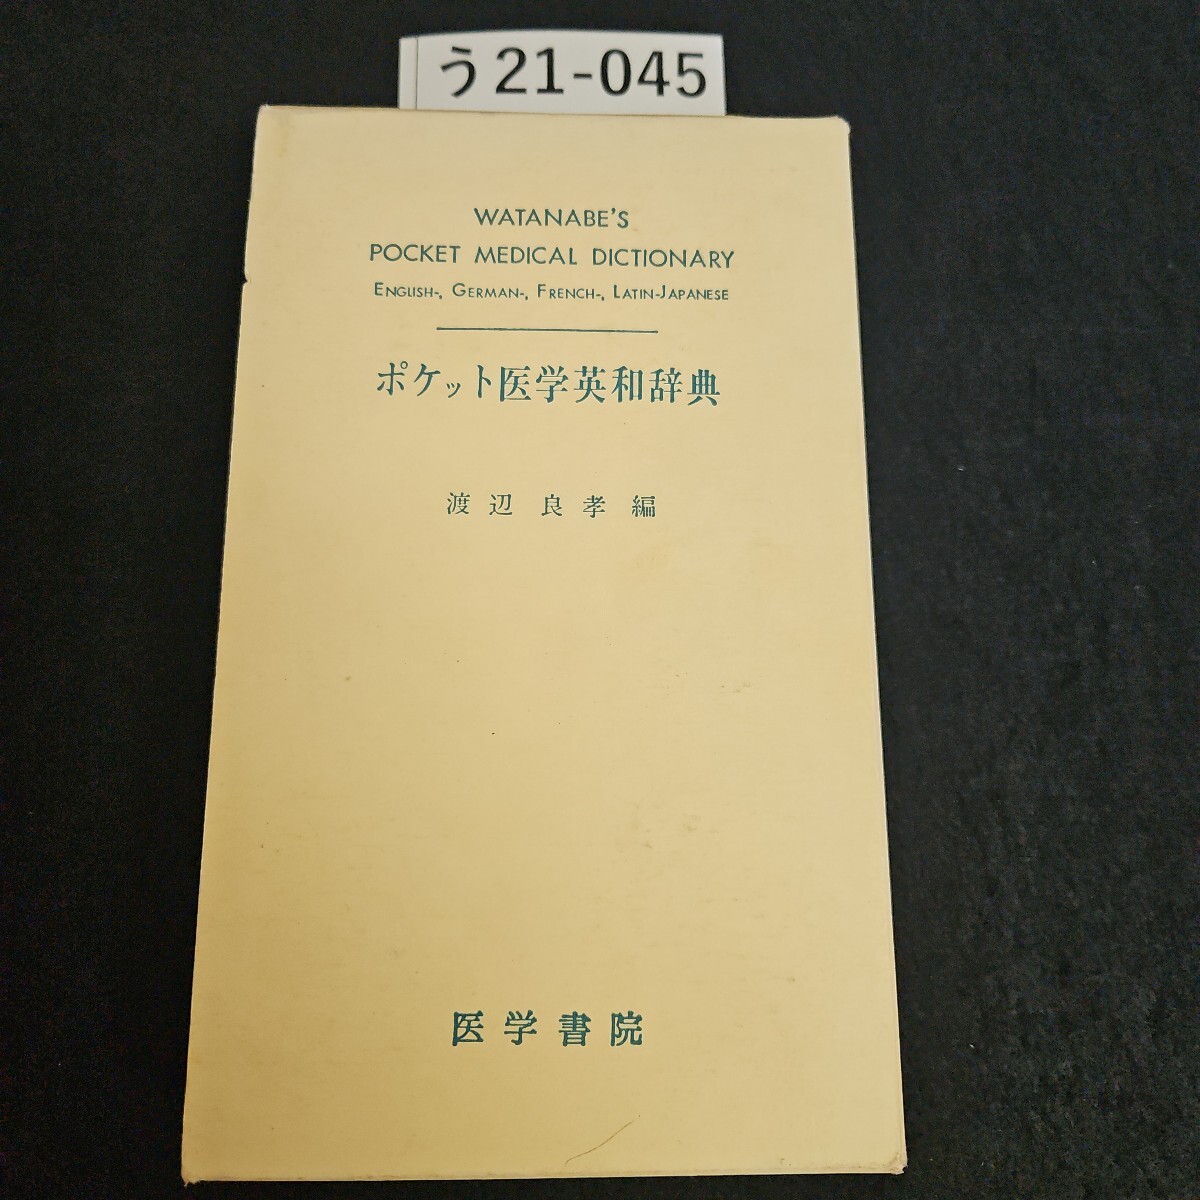 う21-045
WATANABE'S
POCKET MEDICAL DICTIONARY
ENGLISH-, GERMAN-, FRENCH-, LATIN-JAPANESE
ポケット医学英和辞典
渡辺 良孝 編
医学書院